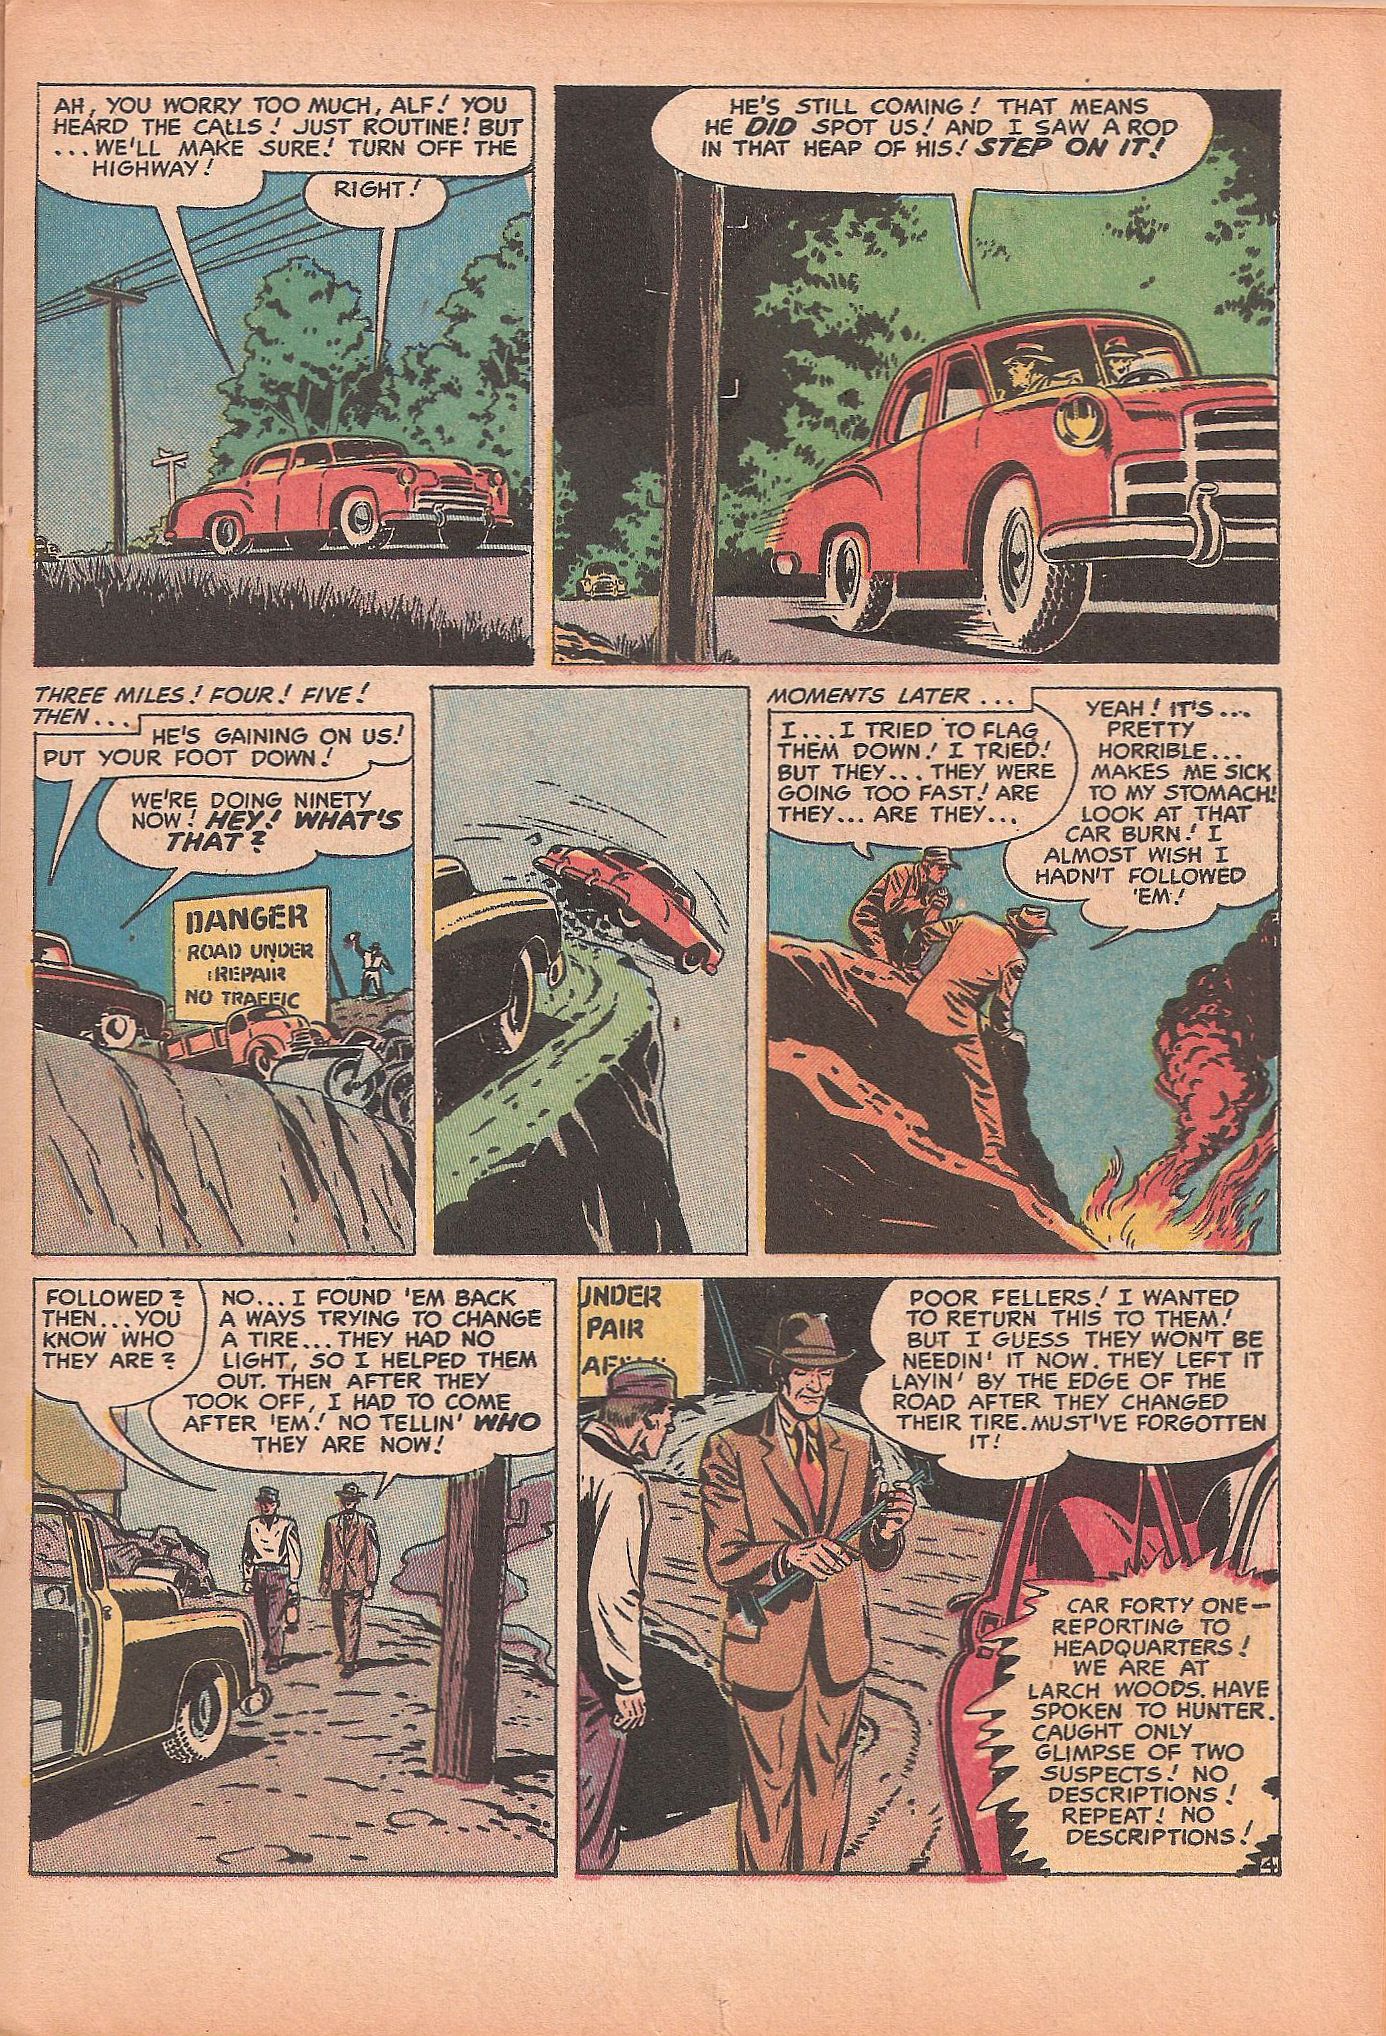 AH, YOU WORRY TOO MUCH, ALF! YOU
HEARD THE CALLS! JUST ROUTINE! BUT
...WE'LL MAKE SURE! TURN OFF THE
HIGHWAY!
RIGHT!
HE'S STILL COMING! THAT MEANS
HE DID SPOT US! AND I SAW A ROD
IN THAT HEAP OF HIS! STEP ON IT!
THREE MILES! FOUR! FIVE!
THEN...
HE'S GAINING ON US!
PUT YOUR FOOT DOWN!
WE'RE DOING NINETY
NOW! HEY! WHAT'S
THAT?
DANGER
ROAD UNDER
REPAIR
NO TRAFFIC
MOMENTS LATER...
I...I TRIED TO FLAG
THEM DOWN! I TRIED!
BUT THEY...THEY WERE
GOING TOO FAST! ARE
THEY... ARE THEY...
YEAH! IT'S...
PRETTY
HORRIBLE...
MAKES ME SICK
TO MY STOMACH!
LOOK AT THAT
CAR BURN! I
ALMOST WISH I
HADN'T FOLLOWED
'EM!
FOLLOWED?
THEN...YOU
KNOW WHO
THEY ARE?
NO...I FOUND 'EM BACK
A WAYS TRYING TO CHANGE
A TIRE...THEY HAD NO
LIGHT, SO I HELPED THEM
OUT. THEN AFTER THEY
TOOK OFF, I HAD TO COME
AFTER 'EM! NO TELLIN' WHO
THEY ARE NOW!
UNDER
PAIR
POOR FELLERS! I WANTED
TO RETURN THIS TO THEM!
BUT I GUESS THEY WON'T BE
NEEDIN' IT NOW. THEY LEFT IT
LAYIN' BY THE EDGE OF THE
ROAD AFTER THEY CHANGED
THEIR TIRE. MUST'VE FORGOTTEN
IT!
CAR FORTY ONE—
REPORTING TO
HEADQUARTERS!
WE ARE AT
LARCH WOODS. HAVE
SPOKEN TO HUNTER.
CAUGHT ONLY
GLIMPSE OF TWO
SUSPECTS! NO
DESCRIPTIONS!
REPEAT! NO
DESCRIPTIONS!
4